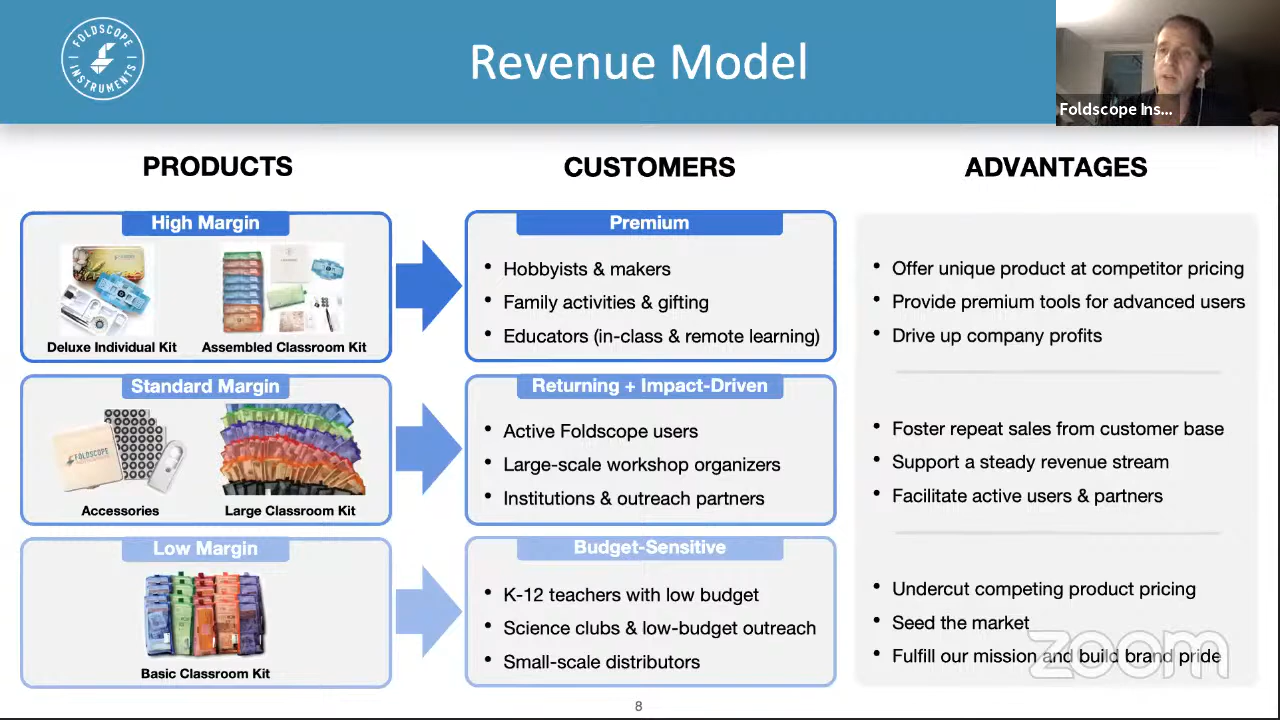 FOLDSCOPE
INSTRUMENTS
Revenue Model
Foldscope Ins...
PRODUCTS
CUSTOMERS
ADVANTAGES
High Margin
Deluxe Individual Kit
Assembled Classroom Kit
Premium
• Hobbyists & makers
• Family activities & gifting
• Educators (in-class & remote learning)
• Offer unique product at competitor pricing
• Provide premium tools for advanced users
• Drive up company profits
Standard Margin
FOLDSCOPE
Accessories
Large Classroom Kit
Returning + Impact-Driven
• Active Foldscope users
• Large-scale workshop organizers
• Institutions & outreach partners
• Foster repeat sales from customer base
• Support a steady revenue stream
• Facilitate active users & partners
Low Margin
Basic Classroom Kit
Budget-Sensitive
• K-12 teachers with low budget
• Science clubs & low-budget outreach
• Small-scale distributors
• Undercut competing product pricing
• Seed the market
• Fulfill our mission and build brand pride
zoom
8